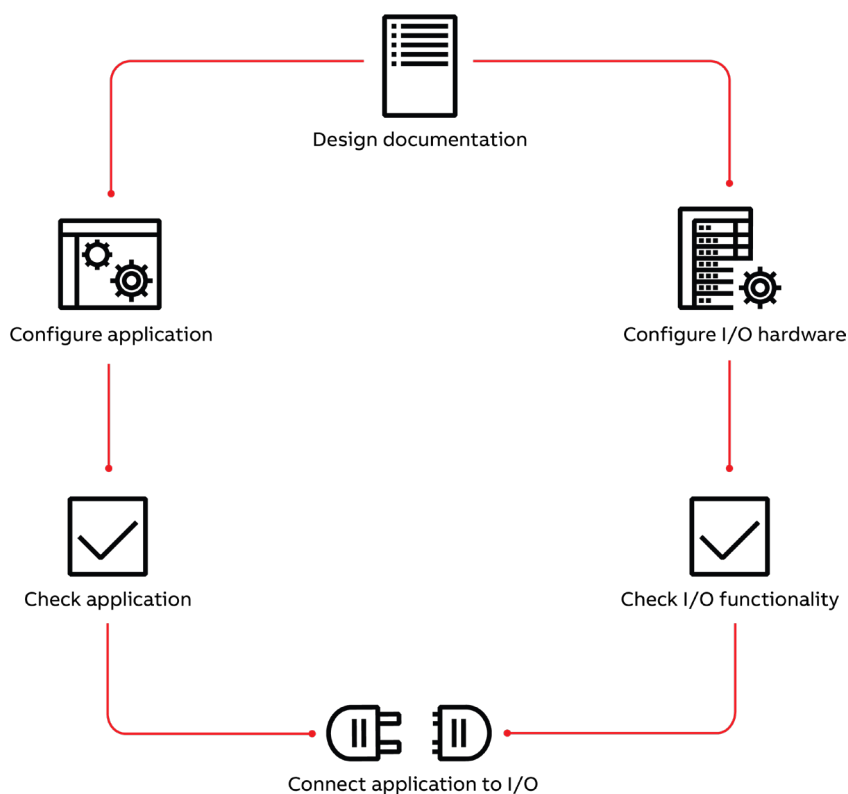 Design documentation
Configure application
Configure I/O hardware
Check application
Check I/O functionality
Connect application to I/O